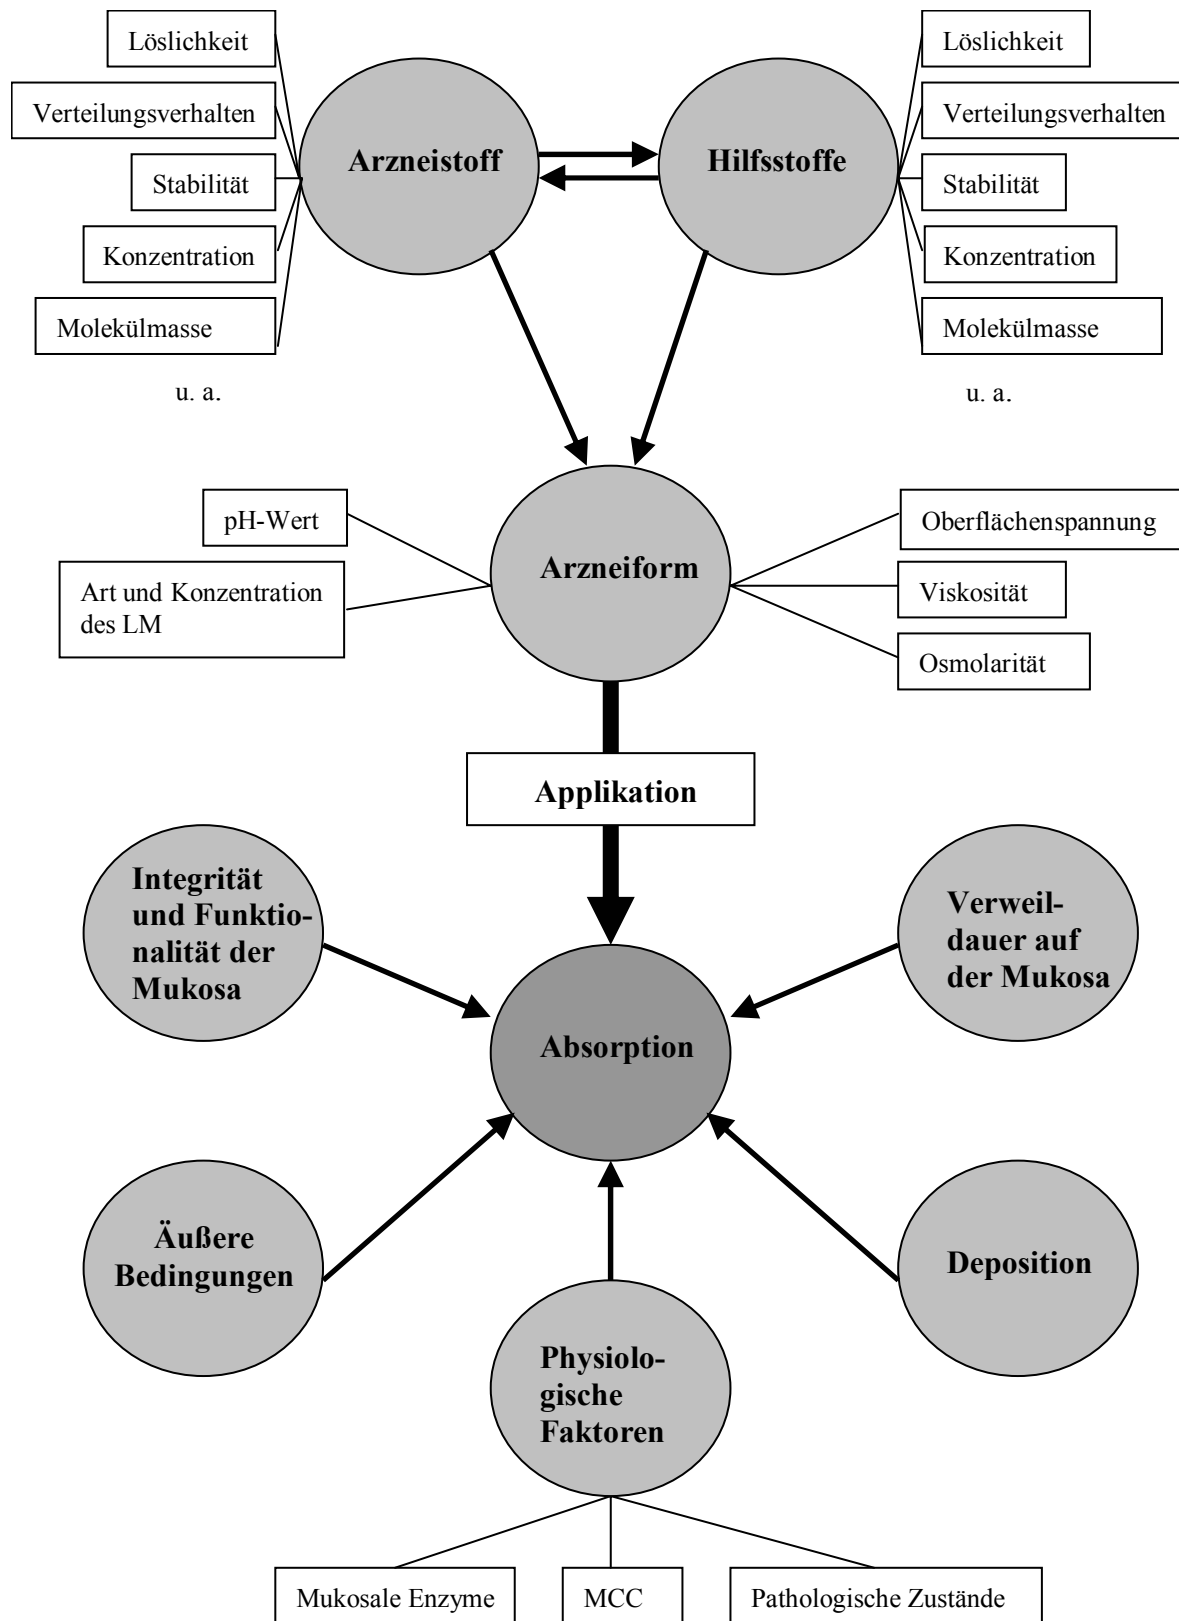 Löslichkeit
Verteilungsverhalten
Stabilität
Konzentration
Molekülmasse
u. a.
Arzneistoff
Hilfsstoffe
Löslichkeit
Verteilungsverhalten
Stabilität
Konzentration
Molekülmasse
u. a.
pH-Wert
Art und Konzentration
des LM
Arzneiform
Oberflächenspannung
Viskosität
Osmolarität
Applikation
Integrität
und Funktio-
nalität der
Mukosa
Verweil-
dauer auf
der Mukosa
Absorption
Äußere
Bedingungen
Deposition
Physiolo-
gische
Faktoren
Mukosale Enzyme
MCC
Pathologische Zustände